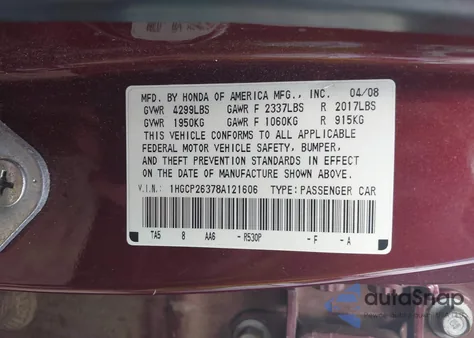 MFD. BY HONDA OF AMERICA MFG., INC. 04/08
GVWR 4299LBS GAWR F 2337LBS R 2017LBS
GVWR 1950KG GAWR F 1060KG R 915KG
THIS VEHICLE CONFORMS TO ALL APPLICABLE
FEDERAL MOTOR VEHICLE SAFETY, BUMPER,
AND THEFT PREVENTION STANDARDS IN EFFECT
ON THE DATE OF MANUFACTURE SHOWN ABOVE.
V.I.N.: 1HGCP26378A121606 TYPE: PASSENGER CAR
TA5 8 AA6 -R530P -F -A
autoSnap